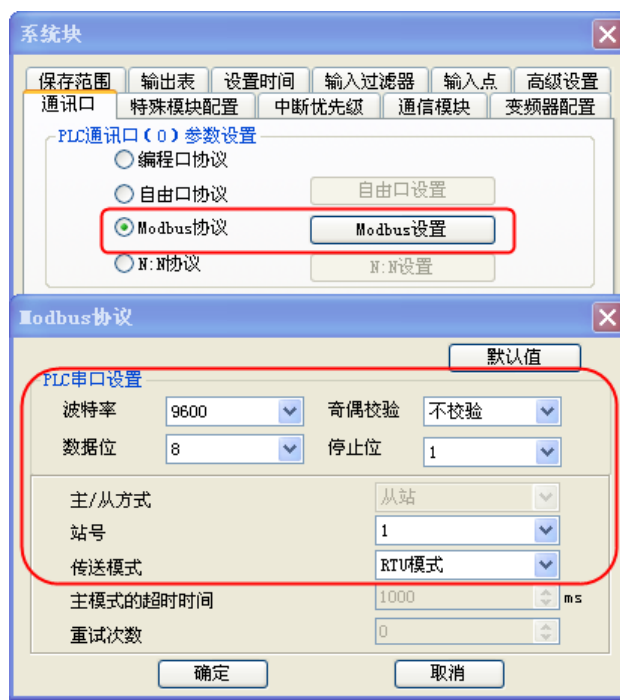 系统块
保存范围 输出表 设置时间 输入过滤器 输入点 高级设置
通讯口 特殊模块配置 中断优先级 通信模块 变频器配置
PLC通讯口(0)参数设置
编程口协议
自由口协议 自由口设置
Modbus协议 Modbus设置
N:N协议 N:N设置
Modbus协议
默认值
PLC串口设置
波特率 9600 奇偶校验 不校验
数据位 8 停止位 1
主/从方式 从站
站号 1
传送模式 RTU模式
主模式的超时时间 1000 ms
重试次数 0
确定 取消